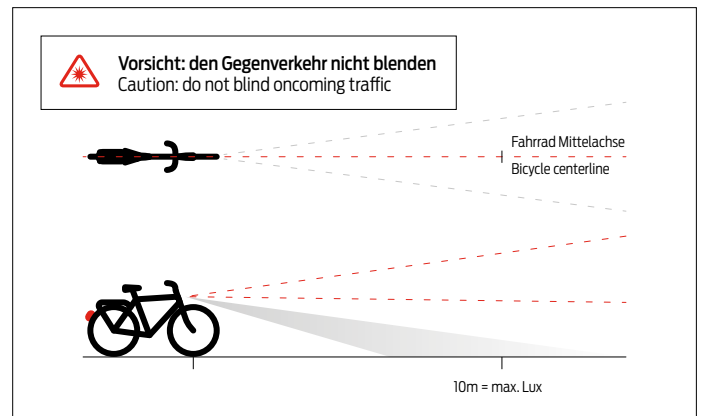 Vorsicht: den Gegenverkehr nicht blenden
Caution: do not blind oncoming traffic
Fahrrad Mittelachse
Bicycle centerline
10m = max. Lux